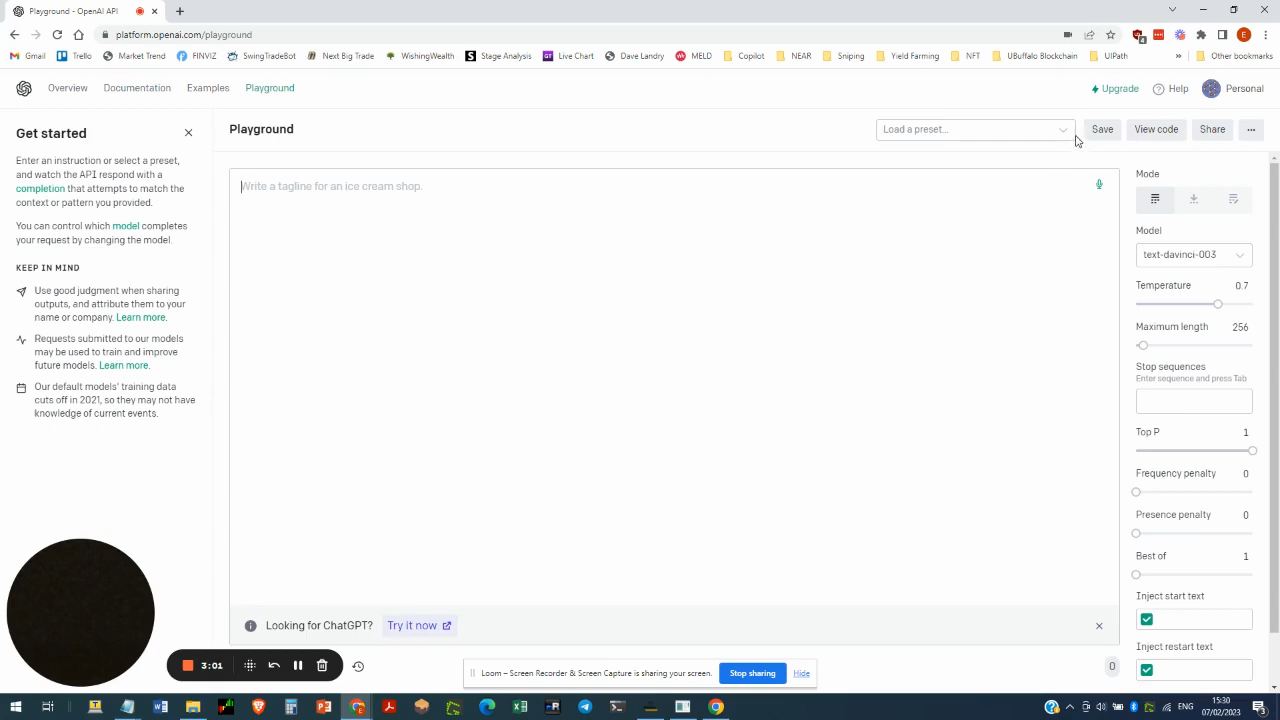 Playground - OpenAI API
platform.openai.com/playground
Gmail Trello Market Trend FINVIZ SwingTradeBot Next Big Trade WishingWealth Stage Analysis Live Chart Dave Landry MELD Copilot NEAR Sniping Yield Farming NFT UBuffalo Blockchain UIPath » Other bookmarks
Overview Documentation Examples Playground Upgrade Help Personal
Get started
Enter an instruction or select a preset,
and watch the API respond with a
completion that attempts to match the
context or pattern you provided.
You can control which model completes
your request by changing the model.
KEEP IN MIND
Use good judgment when sharing
outputs, and attribute them to your
name or company. Learn more.
Requests submitted to our models
may be used to train and improve
future models. Learn more.
Our default models' training data
cuts off in 2021, so they may not have
knowledge of current events.
Playground Load a preset... Save View code Share ...
Write a tagline for an ice cream shop.
Looking for ChatGPT? Try it now
Mode
Model
text-davinci-003
Temperature 0.7
Maximum length 256
Stop sequences
Enter sequence and press Tab
Top P 1
Frequency penalty 0
Presence penalty 0
Best of 1
Inject start text
Inject restart text
0
3:01
Loom – Screen Recorder & Screen Capture is sharing your screen. Stop sharing Hide
ENG
15:30
07/02/2023